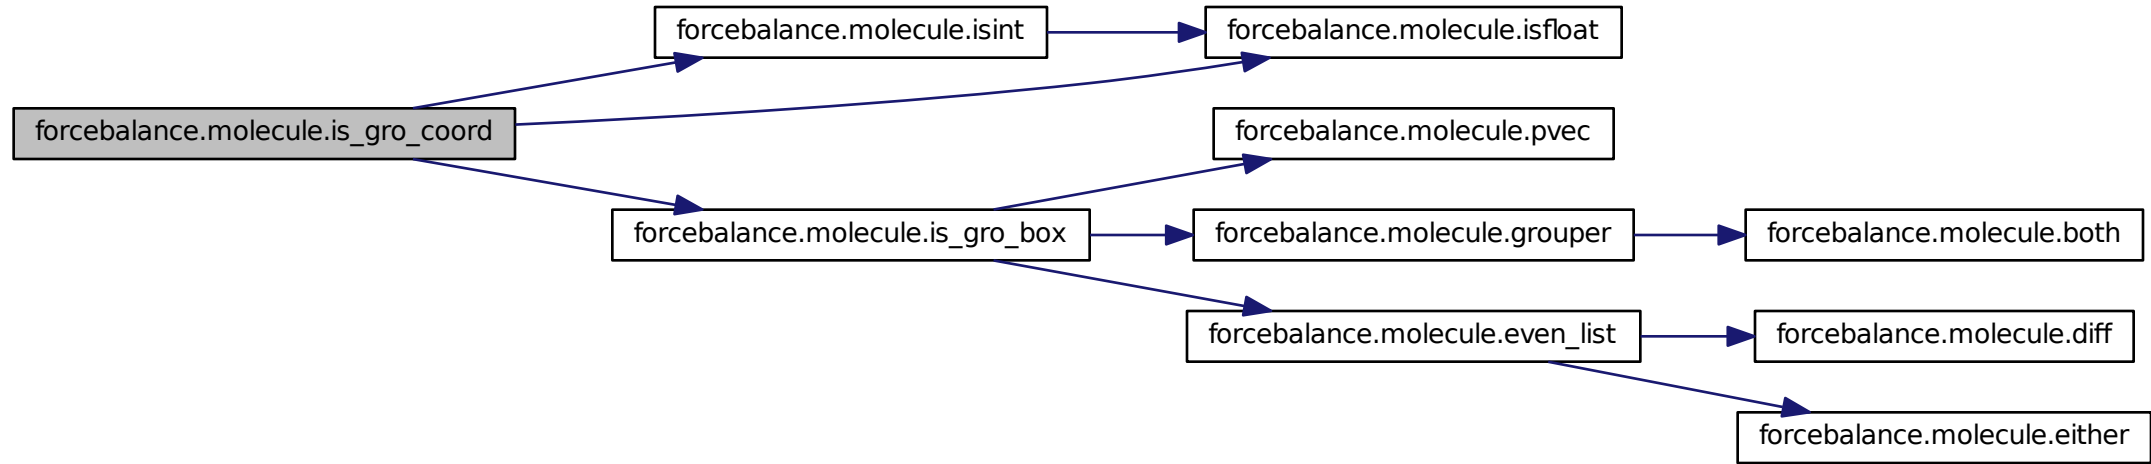 forcebalance.molecule.isint
forcebalance.molecule.isfloat
forcebalance.molecule.is_gro_coord
forcebalance.molecule.pvec
forcebalance.molecule.is_gro_box
forcebalance.molecule.grouper
forcebalance.molecule.both
forcebalance.molecule.even_list
forcebalance.molecule.diff
forcebalance.molecule.either